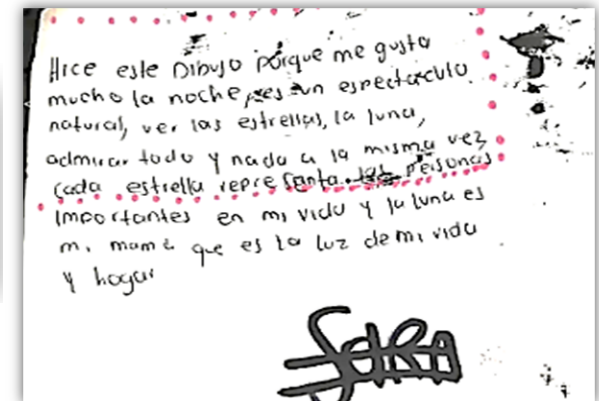 Hice este Dibujo porque me gusta
mucho la noche, es un espectaculo
natural, ver las estrellas, la luna,
admirar todo y nada a la misma vez,
cada estrella representa las personas
importantes en mi vida y la luna es
mi mamá que es la luz de mi vida
y hogar